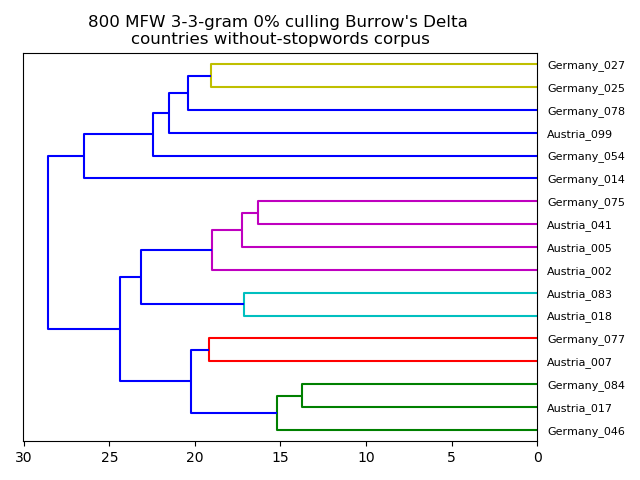 800 MFW 3-3-gram 0% culling Burrow's Delta
countries without-stopwords corpus
Germany_027
Germany_025
Germany_078
Austria_099
Germany_054
Germany_014
Germany_075
Austria_041
Austria_005
Austria_002
Austria_083
Austria_018
Germany_077
Austria_007
Germany_084
Austria_017
Germany_046
30 25 20 15 10 5 0